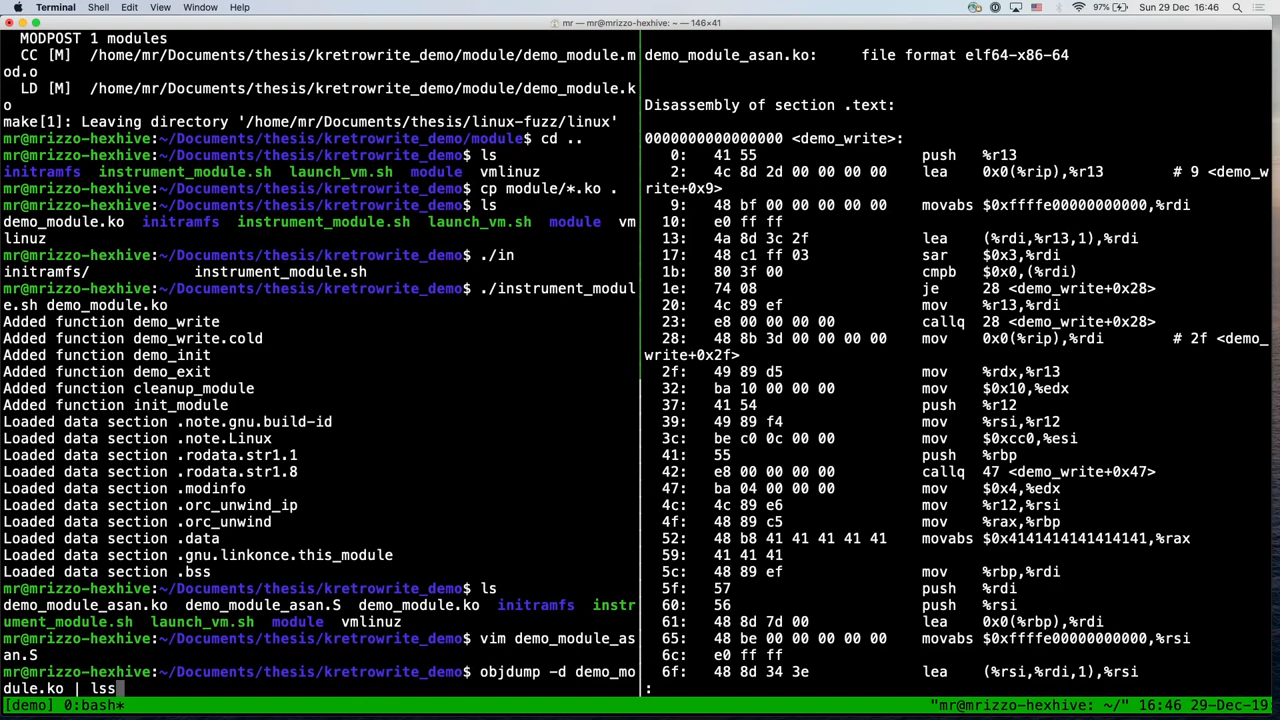 Terminal Shell Edit View Window Help 97% Sun 29 Dec 16:46
mr — mr@mrizzo-hexhive: ~ — 146×41
MODPOST 1 modules
CC [M]  /home/mr/Documents/thesis/kretrowrite_demo/module/demo_module.m
od.o
LD [M]  /home/mr/Documents/thesis/kretrowrite_demo/module/demo_module.k
o
make[1]: Leaving directory '/home/mr/Documents/thesis/linux-fuzz/linux'
mr@mrizzo-hexhive:~/Documents/thesis/kretrowrite_demo/module$ cd ..
mr@mrizzo-hexhive:~/Documents/thesis/kretrowrite_demo$ ls
initramfs  instrument_module.sh  launch_vm.sh  module  vmlinuz
mr@mrizzo-hexhive:~/Documents/thesis/kretrowrite_demo$ cp module/*.ko .
mr@mrizzo-hexhive:~/Documents/thesis/kretrowrite_demo$ ls
demo_module.ko  initramfs  instrument_module.sh  launch_vm.sh  module  vm
linuz
mr@mrizzo-hexhive:~/Documents/thesis/kretrowrite_demo$ ./in
initramfs/           instrument_module.sh
mr@mrizzo-hexhive:~/Documents/thesis/kretrowrite_demo$ ./instrument_modul
e.sh demo_module.ko
Added function demo_write
Added function demo_write.cold
Added function demo_init
Added function demo_exit
Added function cleanup_module
Added function init_module
Loaded data section .note.gnu.build-id
Loaded data section .note.Linux
Loaded data section .rodata.str1.1
Loaded data section .rodata.str1.8
Loaded data section .modinfo
Loaded data section .orc_unwind_ip
Loaded data section .orc_unwind
Loaded data section .data
Loaded data section .gnu.linkonce.this_module
Loaded data section .bss
mr@mrizzo-hexhive:~/Documents/thesis/kretrowrite_demo$ ls
demo_module_asan.ko  demo_module_asan.S  demo_module.ko  initramfs  instr
ument_module.sh  launch_vm.sh  module  vmlinuz
mr@mrizzo-hexhive:~/Documents/thesis/kretrowrite_demo$ vim demo_module_as
an.S
mr@mrizzo-hexhive:~/Documents/thesis/kretrowrite_demo$ objdump -d demo_mo
dule.ko | lss
demo_module_asan.ko:     file format elf64-x86-64
Disassembly of section .text:
0000000000000000 <demo_write>:
0: 41 55 push %r13
2: 4c 8d 2d 00 00 00 00 lea 0x0(%rip),%r13 # 9 <demo_w
rite+0x9>
9: 48 bf 00 00 00 00 00 movabs $0xffffe00000000000,%rdi
10: e0 ff ff
13: 4a 8d 3c 2f lea (%rdi,%r13,1),%rdi
17: 48 c1 ff 03 sar $0x3,%rdi
1b: 80 3f 00 cmpb $0x0,(%rdi)
1e: 74 08 je 28 <demo_write+0x28>
20: 4c 89 ef mov %r13,%rdi
23: e8 00 00 00 00 callq 28 <demo_write+0x28>
28: 48 8b 3d 00 00 00 00 mov 0x0(%rip),%rdi # 2f <demo_
write+0x2f>
2f: 49 89 d5 mov %rdx,%r13
32: ba 10 00 00 00 mov $0x10,%edx
37: 41 54 push %r12
39: 49 89 f4 mov %rsi,%r12
3c: be c0 0c 00 00 mov $0xcc0,%esi
41: 55 push %rbp
42: e8 00 00 00 00 callq 47 <demo_write+0x47>
47: ba 04 00 00 00 mov $0x4,%edx
4c: 4c 89 e6 mov %r12,%rsi
4f: 48 89 c5 mov %rax,%rbp
52: 48 b8 41 41 41 41 41 movabs $0x4141414141414141,%rax
59: 41 41 41
5c: 48 89 ef mov %rbp,%rdi
5f: 57 push %rdi
60: 56 push %rsi
61: 48 8d 7d 00 lea 0x0(%rbp),%rdi
65: 48 be 00 00 00 00 00 movabs $0xffffe00000000000,%rsi
6c: e0 ff ff
6f: 48 8d 34 3e lea (%rsi,%rdi,1),%rsi
:
[demo] 0:bash* "mr@mrizzo-hexhive: ~/" 16:46 29-Dec-19